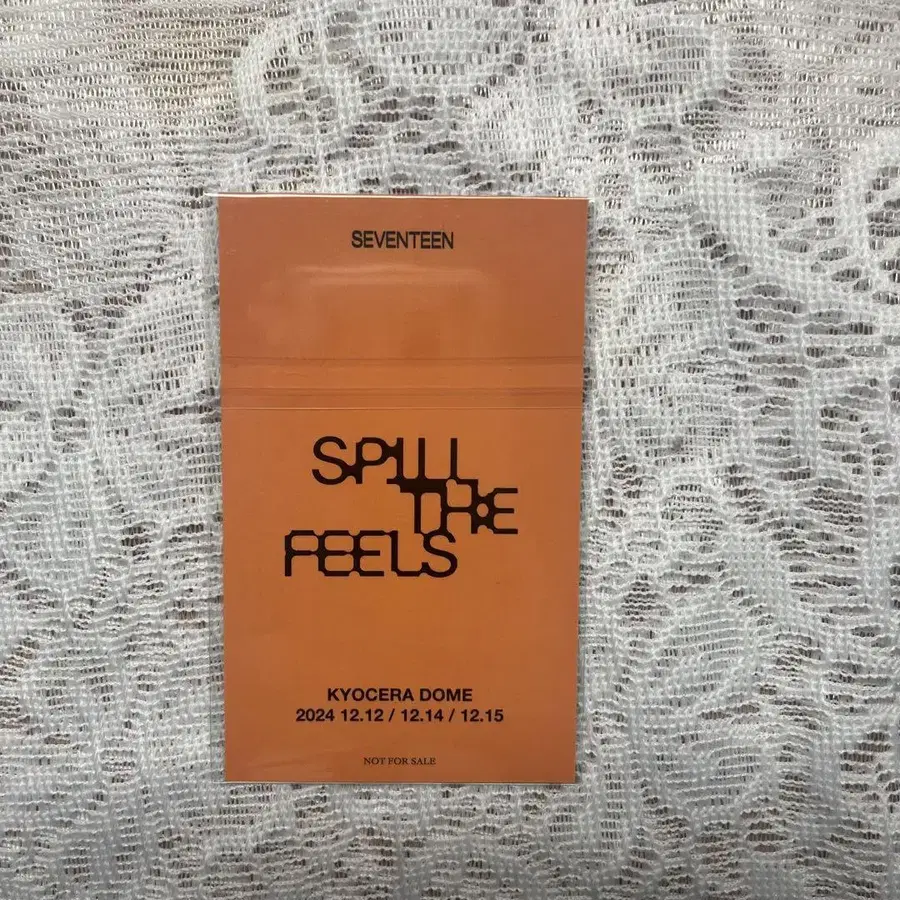 SEVENTEEN
SPILL
THE
FEELS
KYOCERA DOME
2024 12.12 / 12.14 / 12.15
NOT FOR SALE